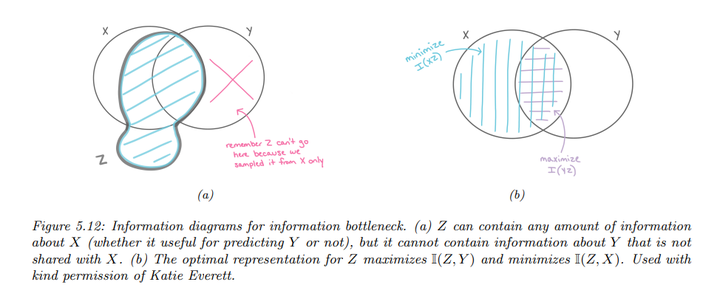 X
Y
Z
remember Z can't go
here because we
sampled it from X only
(a)
X
Y
minimize
I(XZ)
maximize
I(YZ)
(b)
Figure 5.12: Information diagrams for information bottleneck. (a) Z can contain any amount of information
about X (whether it useful for predicting Y or not), but it cannot contain information about Y that is not
shared with X. (b) The optimal representation for Z maximizes 𝕀(Z, Y) and minimizes 𝕀(Z, X). Used with
kind permission of Katie Everett.